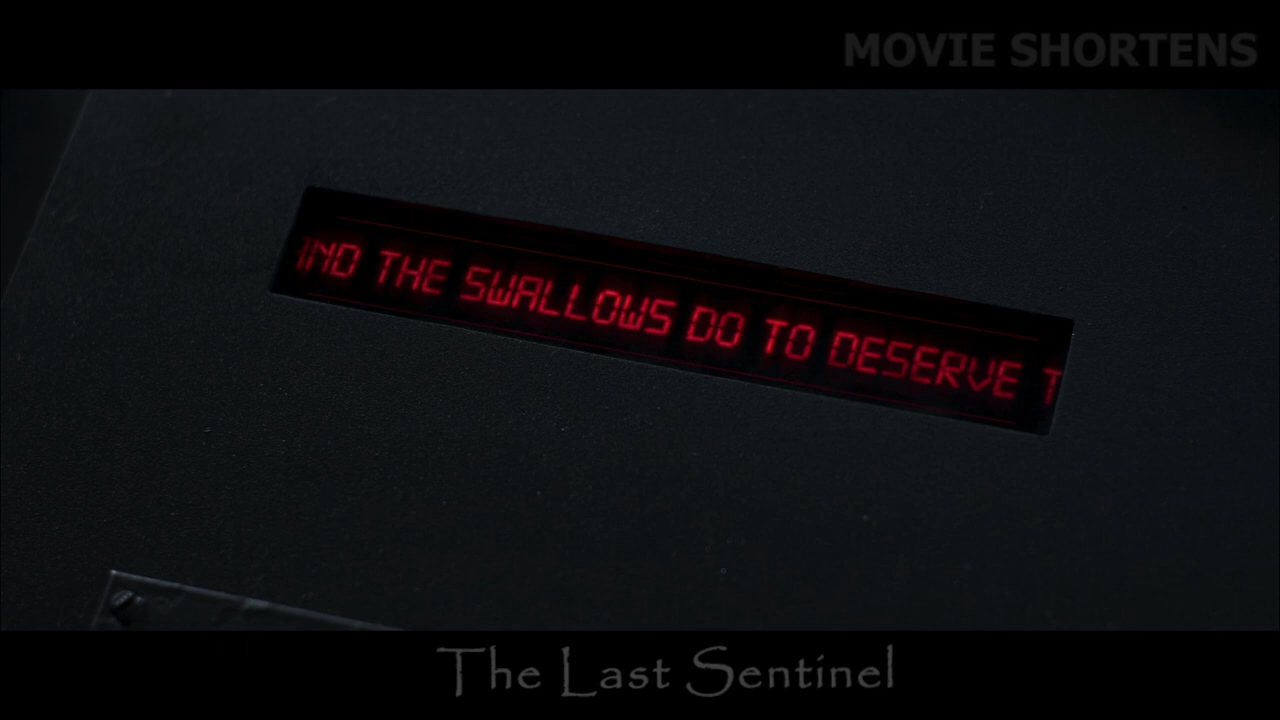 MOVIE SHORTENS
IND THE SWALLOWS DO TO DESERVE T
The Last Sentinel